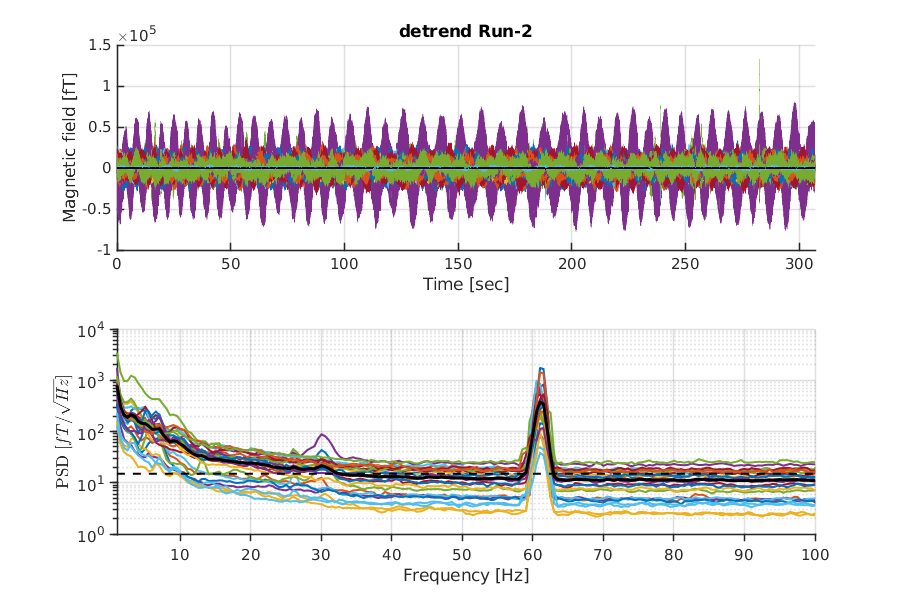 detrend Run-2
×10^5
1.5
1
0.5
0
-0.5
-1
Magnetic field [fT]
0 50 100 150 200 250 300
Time [sec]
10^4
10^3
10^2
10^1
10^0
PSD [fT/√Hz]
10 20 30 40 50 60 70 80 90 100
Frequency [Hz]